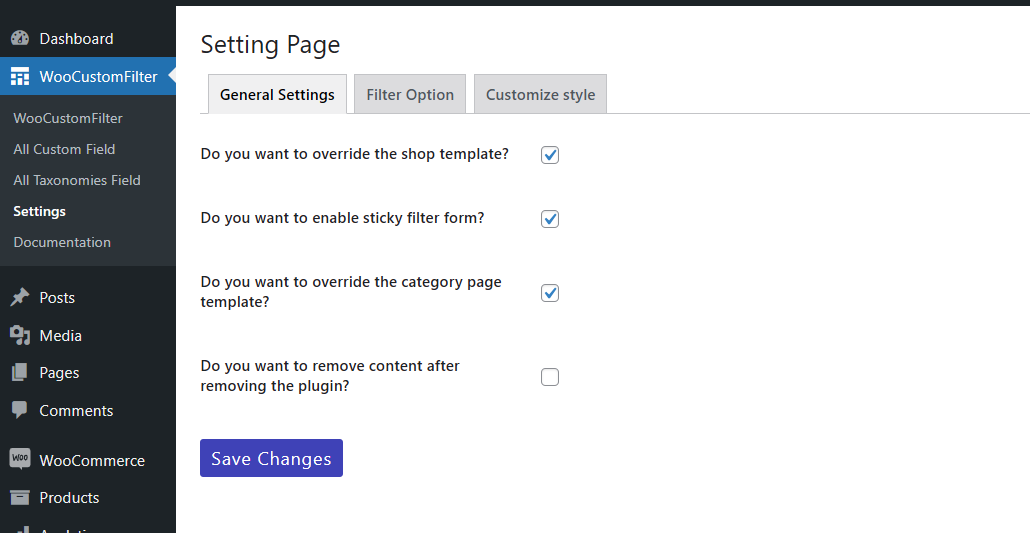 Dashboard
WooCustomFilter
WooCustomFilter
All Custom Field
All Taxonomies Field
Settings
Documentation
Posts
Media
Pages
Comments
Woo
WooCommerce
Products
Setting Page
General Settings
Filter Option
Customize style
Do you want to override the shop template?
Do you want to enable sticky filter form?
Do you want to override the category page
template?
Do you want to remove content after
removing the plugin?
Save Changes